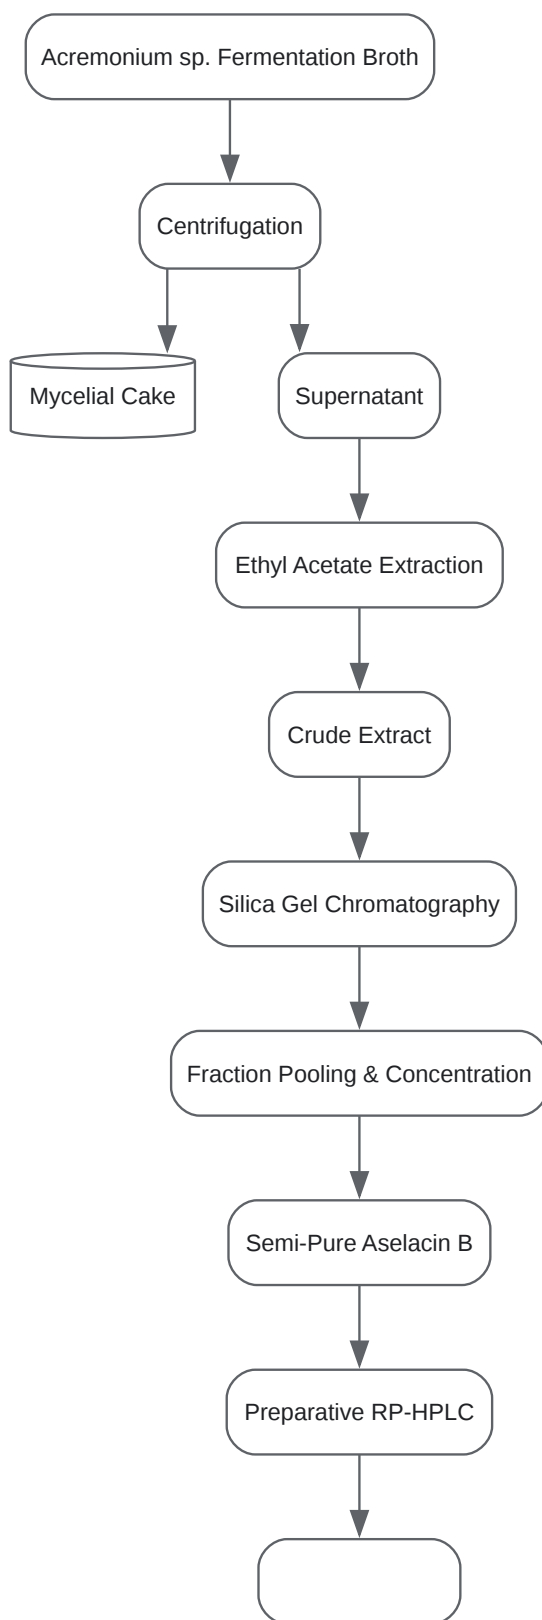 Acremonium sp. Fermentation Broth
Centrifugation
Mycelial Cake
Supernatant
Ethyl Acetate Extraction
Crude Extract
Silica Gel Chromatography
Fraction Pooling & Concentration
Semi-Pure Aselacin B
Preparative RP-HPLC